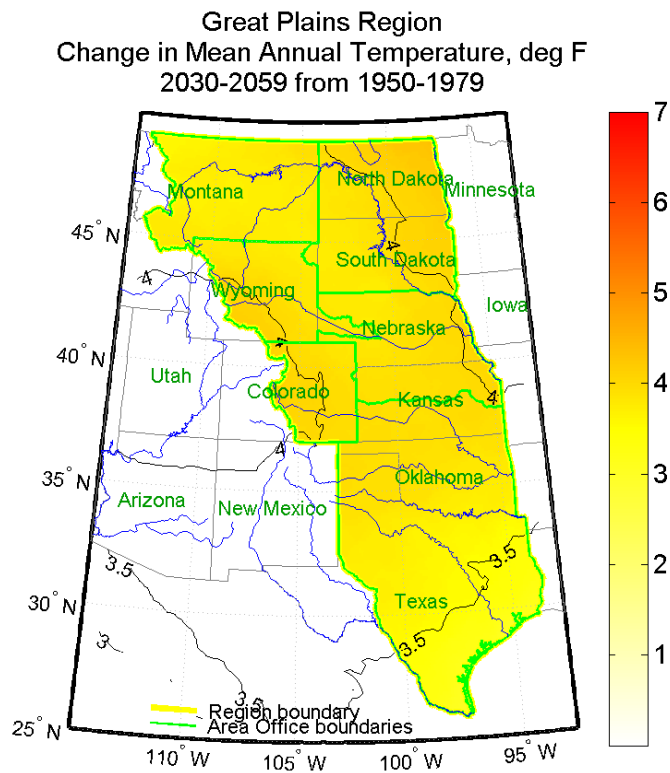 Great Plains Region
Change in Mean Annual Temperature, deg F
2030-2059 from 1950-1979
7
6
5
4
3
2
1
45° N
40° N
35° N
30° N
25° N
110° W
105° W
100° W
95° W
Montana
North Dakota
Minnesota
South Dakota
Wyoming
Iowa
Nebraska
Utah
Colorado
Kansas
Oklahoma
Arizona
New Mexico
Texas
4
4
4
4
4
3.5
3.5
3.5
3.5
3
Region boundary
Area Office boundaries